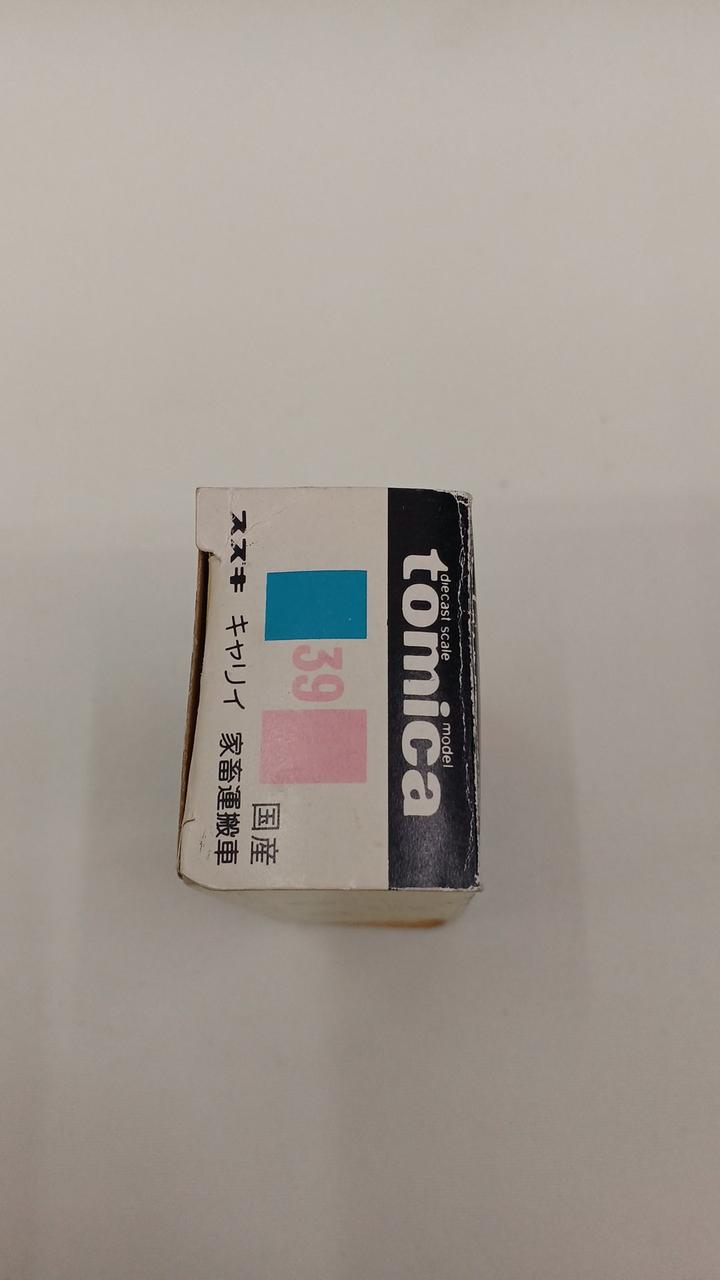 diecast scale model
tomica
39
国産
スズキ キャリイ 家畜運搬車